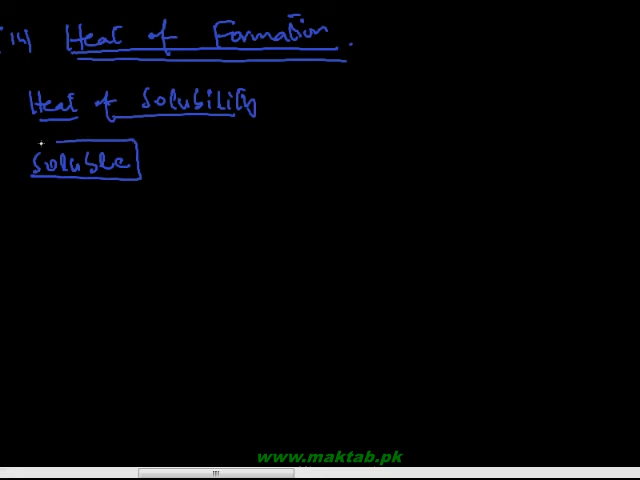 14) Heat of Formation.
Heat of Solubility
Soluble
www.maktab.pk